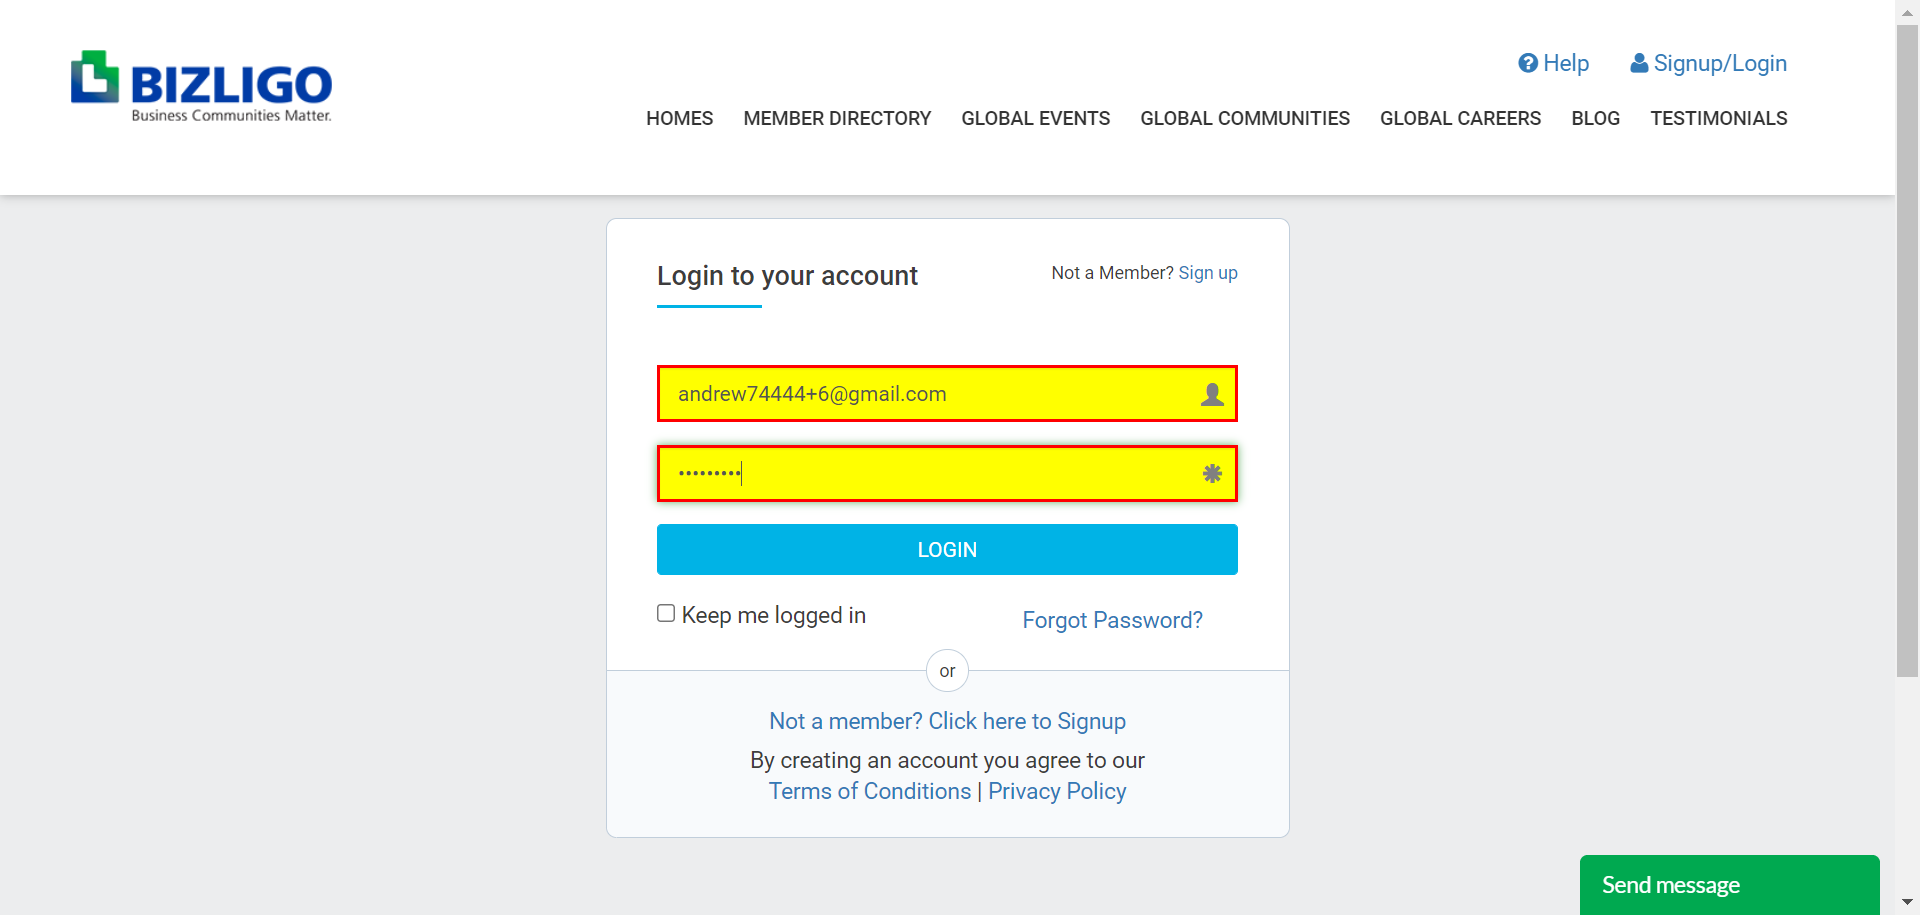 BIZLIGO
Business Communities Matter.
Help
Signup/Login
HOMES MEMBER DIRECTORY GLOBAL EVENTS GLOBAL COMMUNITIES GLOBAL CAREERS BLOG TESTIMONIALS
Login to your account
Not a Member? Sign up
andrew74444+6@gmail.com
•••••••••
LOGIN
Keep me logged in
Forgot Password?
or
Not a member? Click here to Signup
By creating an account you agree to our
Terms of Conditions | Privacy Policy
Send message